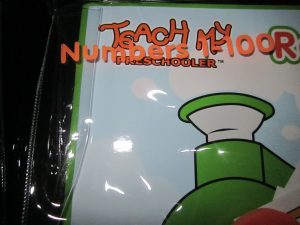 TEACH MY
Numbers 1-100
PRESCHOOLER™